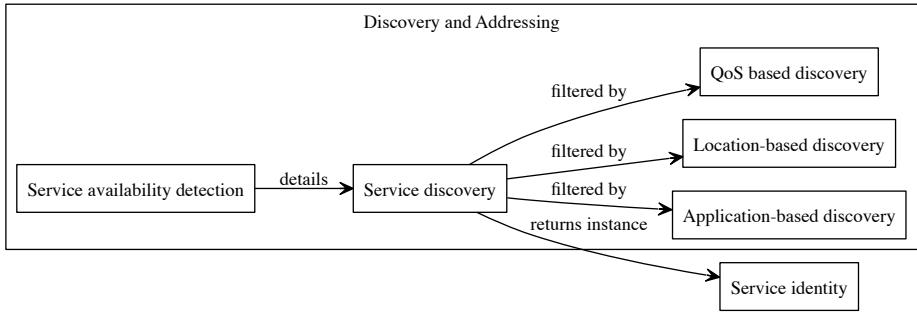 Discovery and Addressing
QoS based discovery
filtered by
Location-based discovery
filtered by
Service availability detection
details
Service discovery
filtered by
Application-based discovery
returns instance
Service identity